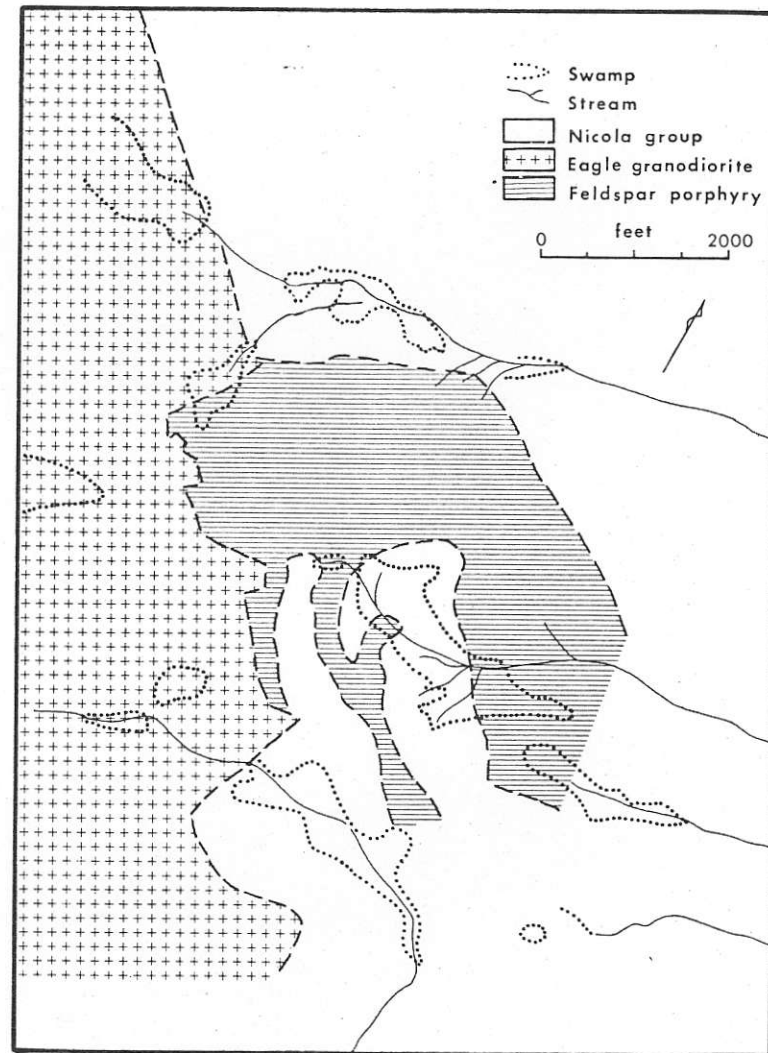 Swamp
Stream
Nicola group
Eagle granodiorite
Feldspar porphyry
feet
0 2000